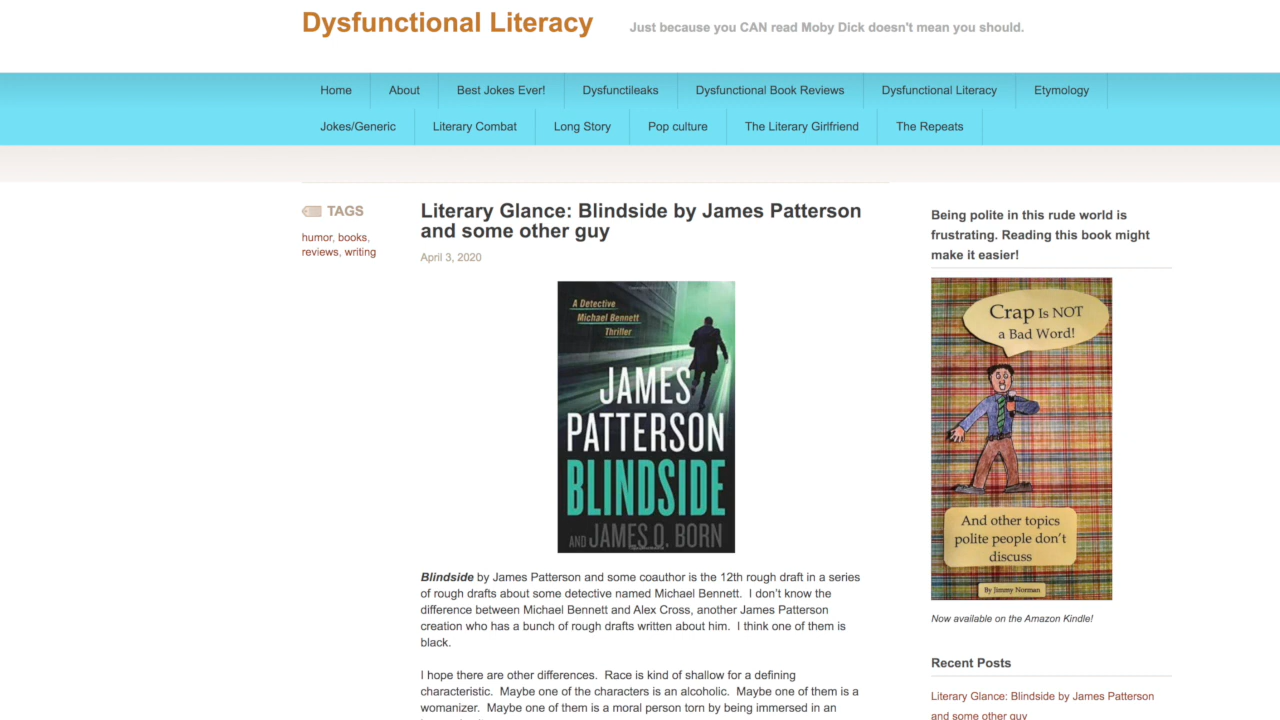 Dysfunctional Literacy
Just because you CAN read Moby Dick doesn't mean you should.
Home
About
Best Jokes Ever!
Dysfunctileaks
Dysfunctional Book Reviews
Dysfunctional Literacy
Etymology
Jokes/Generic
Literary Combat
Long Story
Pop culture
The Literary Girlfriend
The Repeats
TAGS
humor, books,
reviews, writing
Literary Glance: Blindside by James Patterson
and some other guy
April 3, 2020
A Detective
Michael Bennett
Thriller
JAMES
PATTERSON
BLINDSIDE
AND JAMES O. BORN
Blindside by James Patterson and some coauthor is the 12th rough draft in a series
of rough drafts about some detective named Michael Bennett.  I don't know the
difference between Michael Bennett and Alex Cross, another James Patterson
creation who has a bunch of rough drafts written about him.  I think one of them is
black.
I hope there are other differences.  Race is kind of shallow for a defining
characteristic.  Maybe one of the characters is an alcoholic.  Maybe one of them is a
womanizer.  Maybe one of them is a moral person torn by being immersed in an
Being polite in this rude world is
frustrating. Reading this book might
make it easier!
Crap Is NOT
a Bad Word!
And other topics
polite people don't
discuss
By Jimmy Norman
Now available on the Amazon Kindle!
Recent Posts
Literary Glance: Blindside by James Patterson
and some other guy